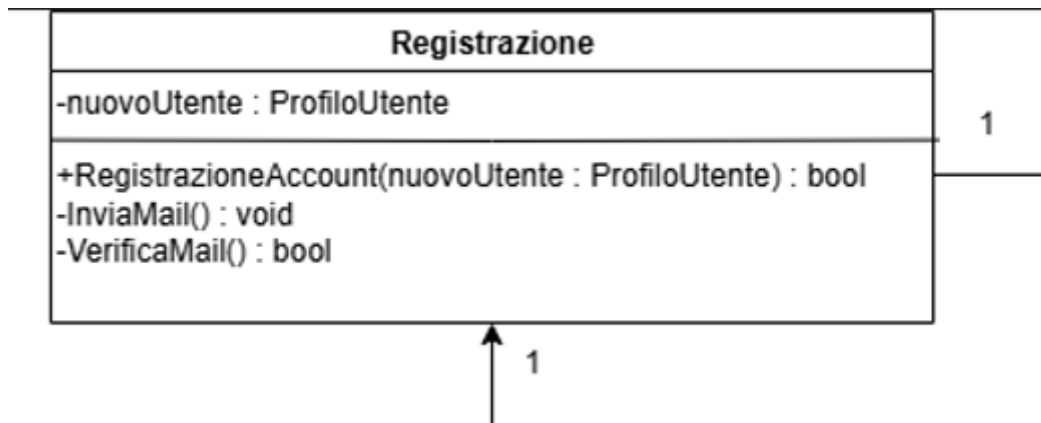 Registrazione
-nuovoUtente : ProfiloUtente
1
+RegistrazioneAccount(nuovoUtente : ProfiloUtente) : bool
-InviaMail() : void
-VerificaMail() : bool
1